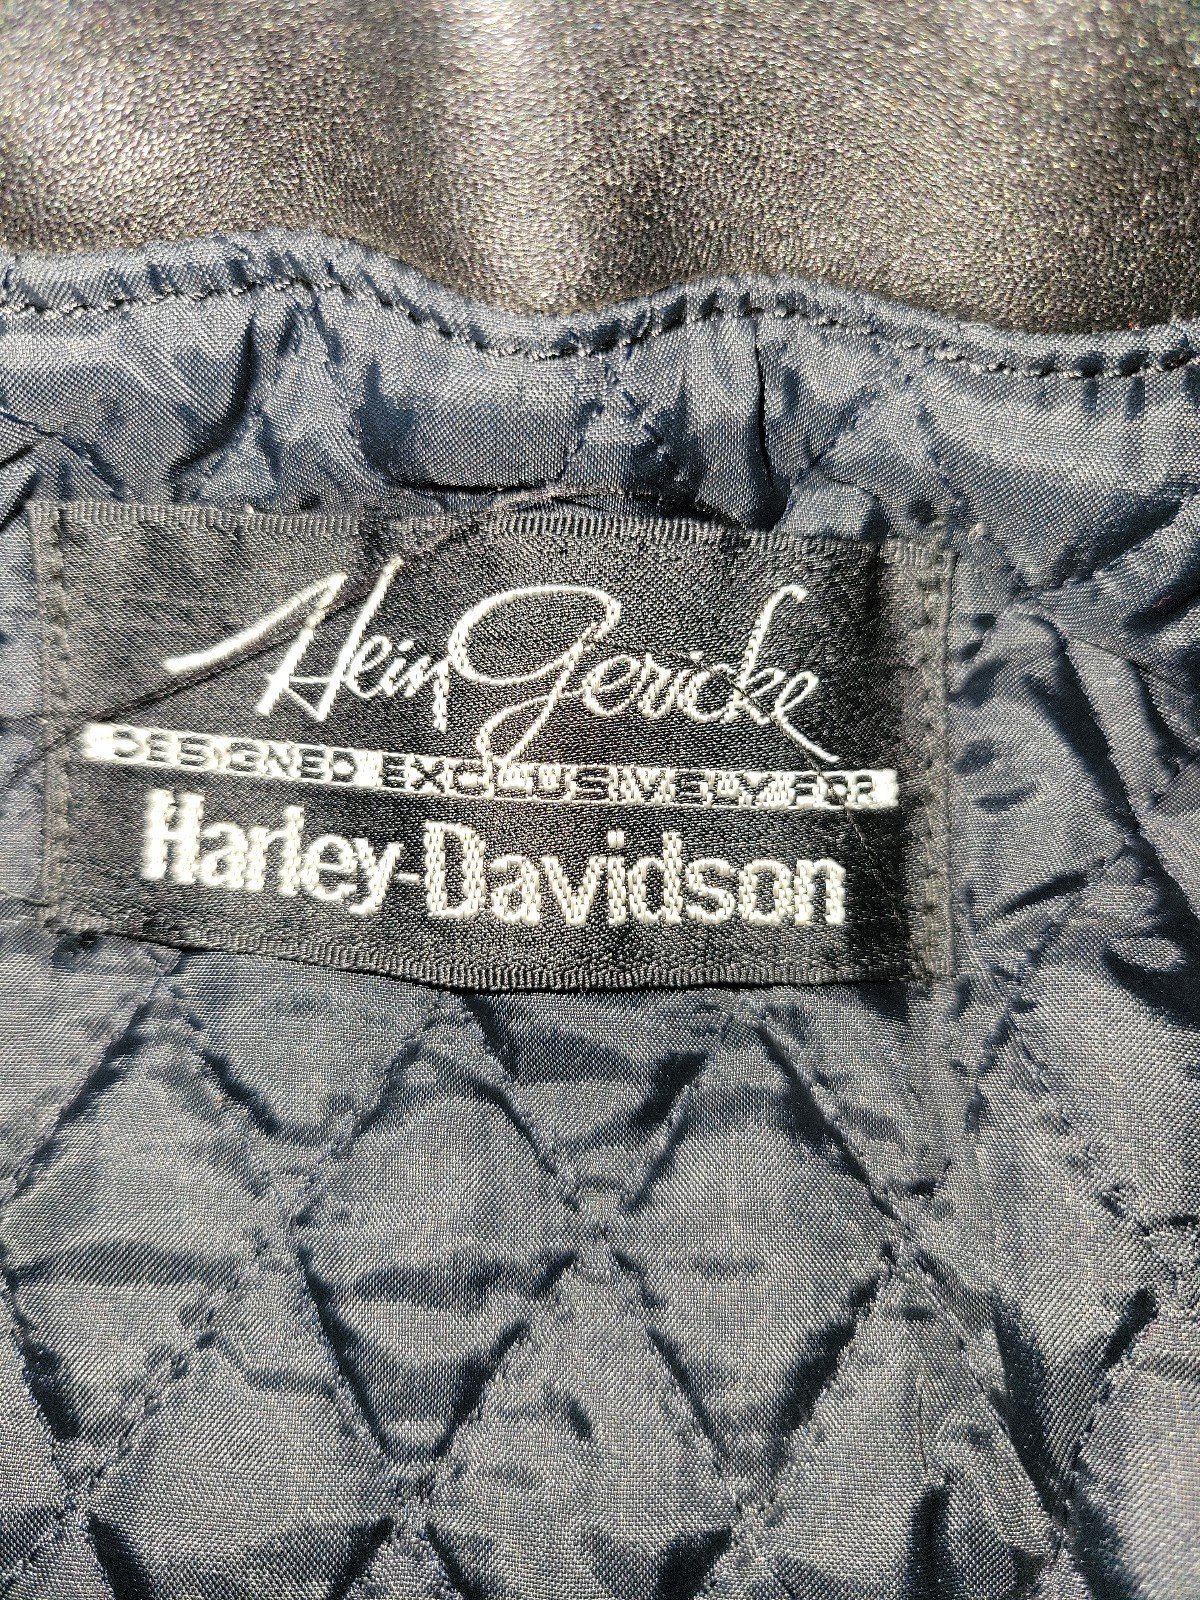 Hein Gericke
DESIGNED EXCLUSIVELY FOR
Harley-Davidson